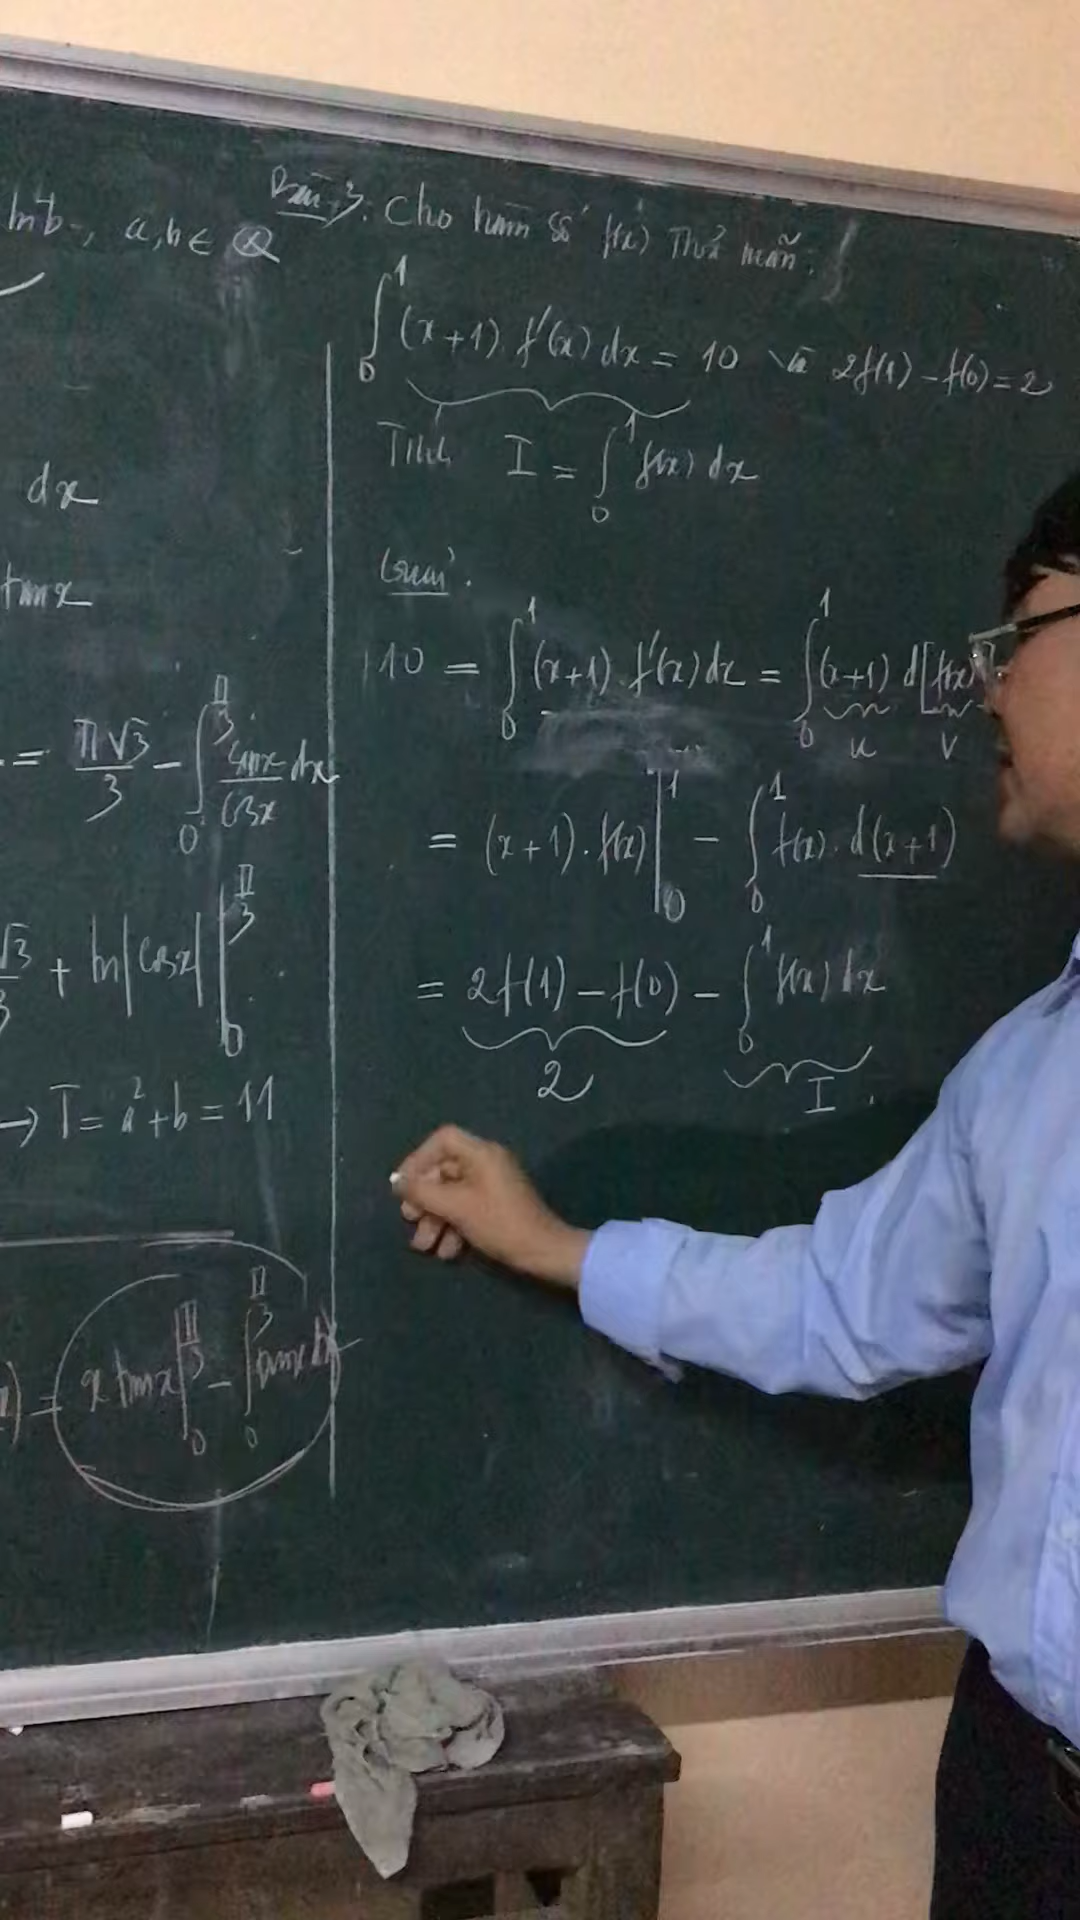 ln b, a, b ∈ Q
dx
tanx
= π√3/3 − ∫₀^{π/3} sinx/cosx dx
√3/3 + ln|cosx| |₀^{π/3}
→ T = a² + b = 11
= x tanx |₀^{π/3} − ∫₀^{π/3} tanx dx
Bài 3: Cho hàm số f(x) Thỏa mãn:
∫₀¹ (x+1).f'(x) dx = 10 và 2f(1) − f(0) = 2
Tính I = ∫₀¹ f(x) dx
Giải.
10 = ∫₀¹ (x+1).f'(x) dx = ∫₀¹ (x+1) d[f(x)]
u v
= (x+1).f(x) |₀¹ − ∫₀¹ f(x).d(x+1)
= 2f(1) − f(0) − ∫₀¹ f(x) dx
2 I